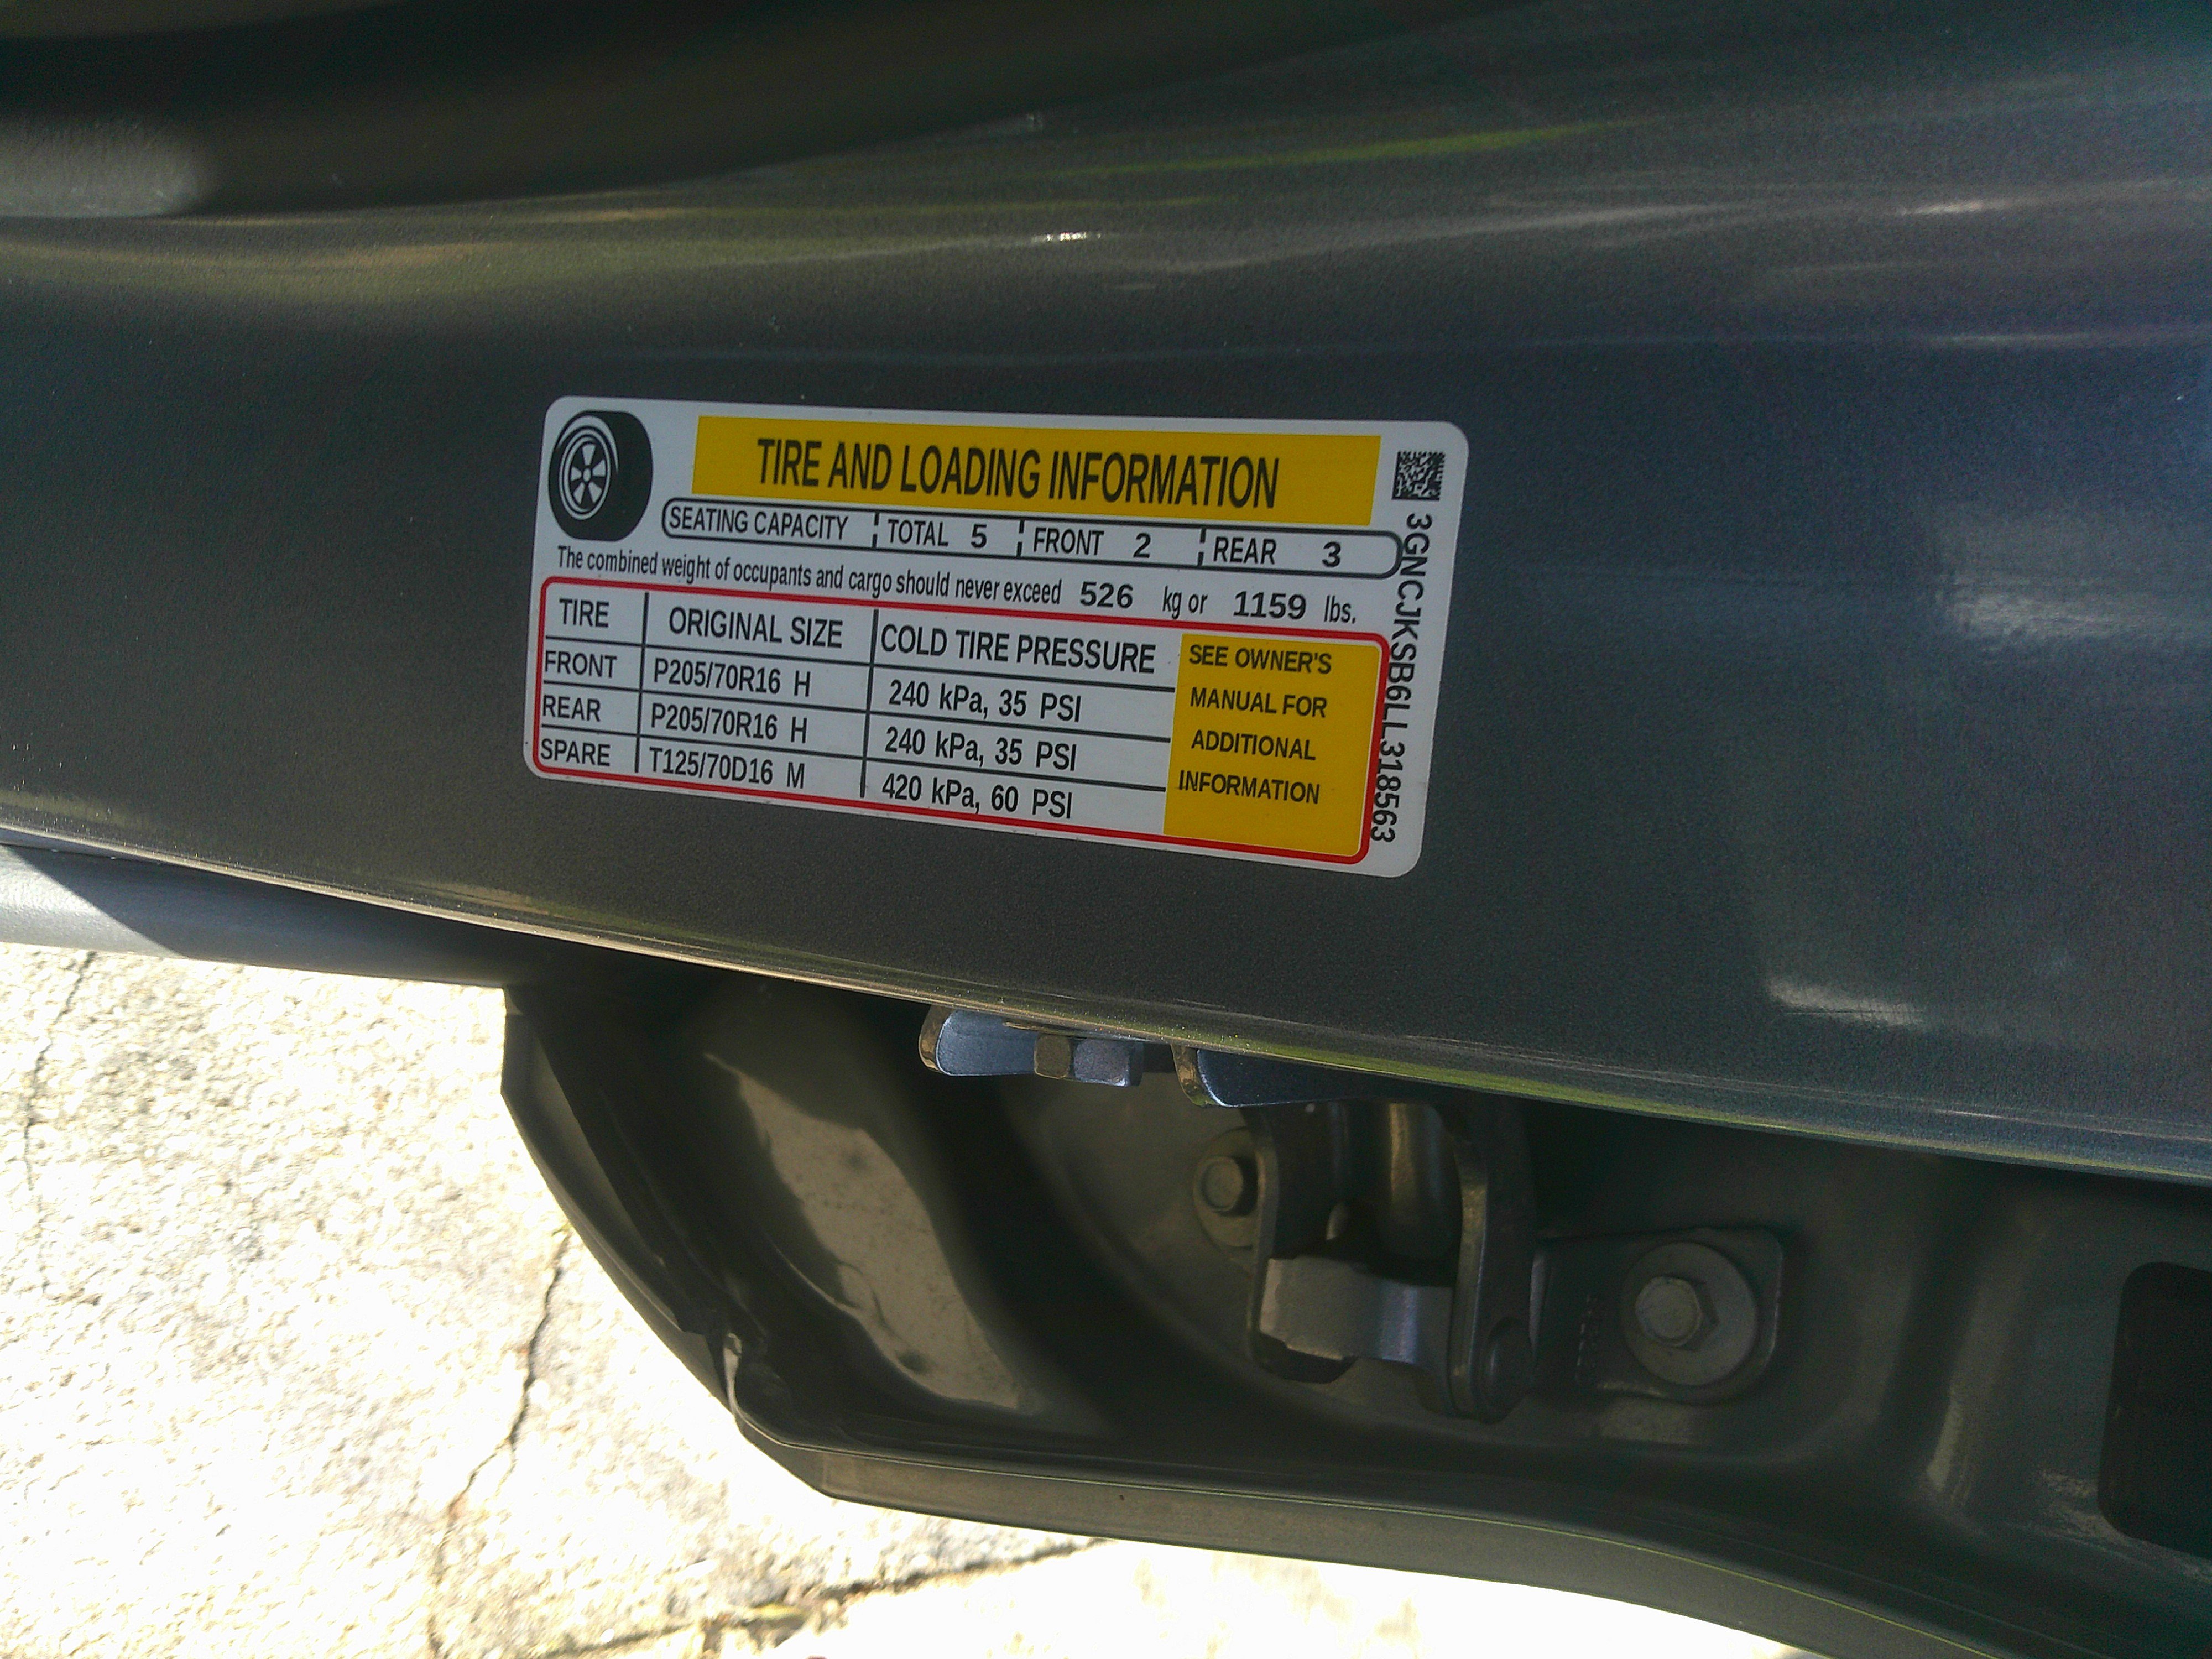 TIRE AND LOADING INFORMATION
SEATING CAPACITY TOTAL 5 FRONT 2 REAR 3
The combined weight of occupants and cargo should never exceed 526 kg or 1159 lbs.
TIRE ORIGINAL SIZE COLD TIRE PRESSURE
FRONT P205/70R16 H 240 kPa, 35 PSI
REAR P205/70R16 H 240 kPa, 35 PSI
SPARE T125/70D16 M 420 kPa, 60 PSI
SEE OWNER'S
MANUAL FOR
ADDITIONAL
INFORMATION
3GNCJKSB6LL318563